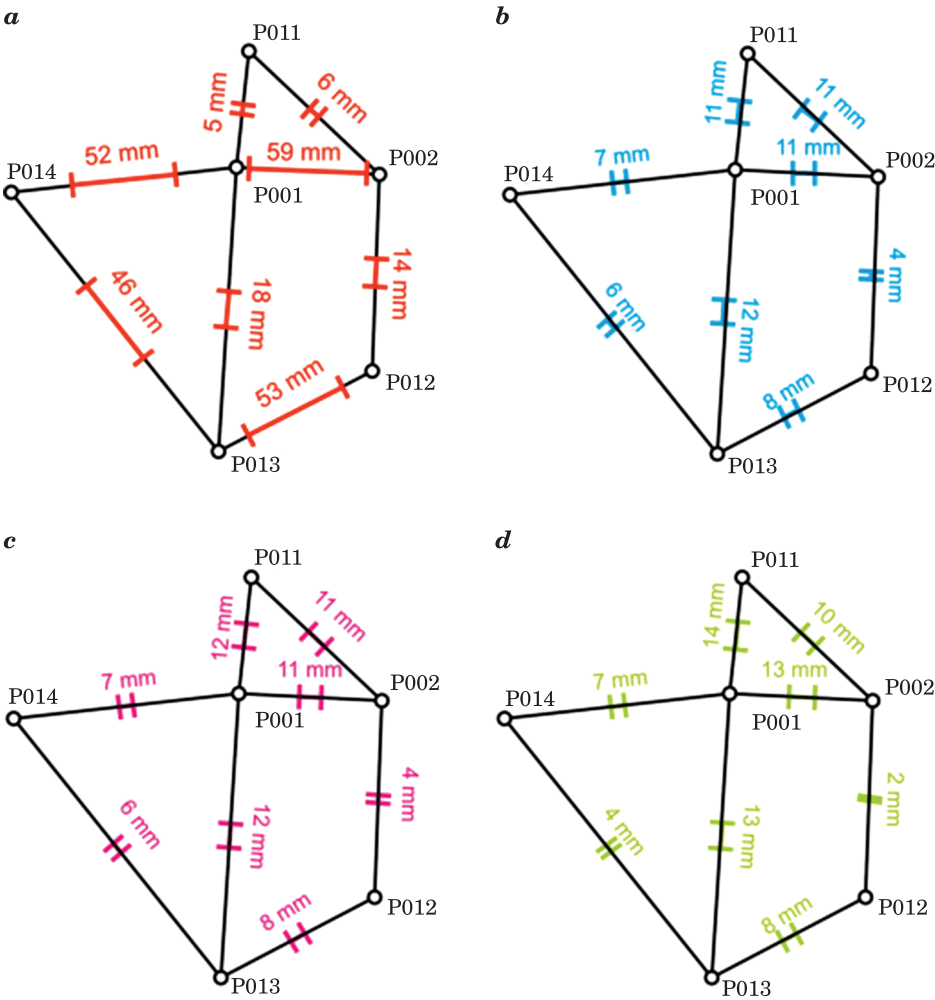 a
P011
5 mm
6 mm
52 mm
59 mm
P014
P002
P001
46 mm
18 mm
14 mm
53 mm
P012
P013
b
P011
11 mm
11 mm
7 mm
11 mm
P014
P002
P001
6 mm
12 mm
4 mm
8 mm
P012
P013
c
P011
12 mm
11 mm
7 mm
11 mm
P014
P002
P001
6 mm
12 mm
4 mm
8 mm
P012
P013
d
P011
14 mm
10 mm
7 mm
13 mm
P014
P002
P001
4 mm
13 mm
2 mm
8 mm
P012
P013